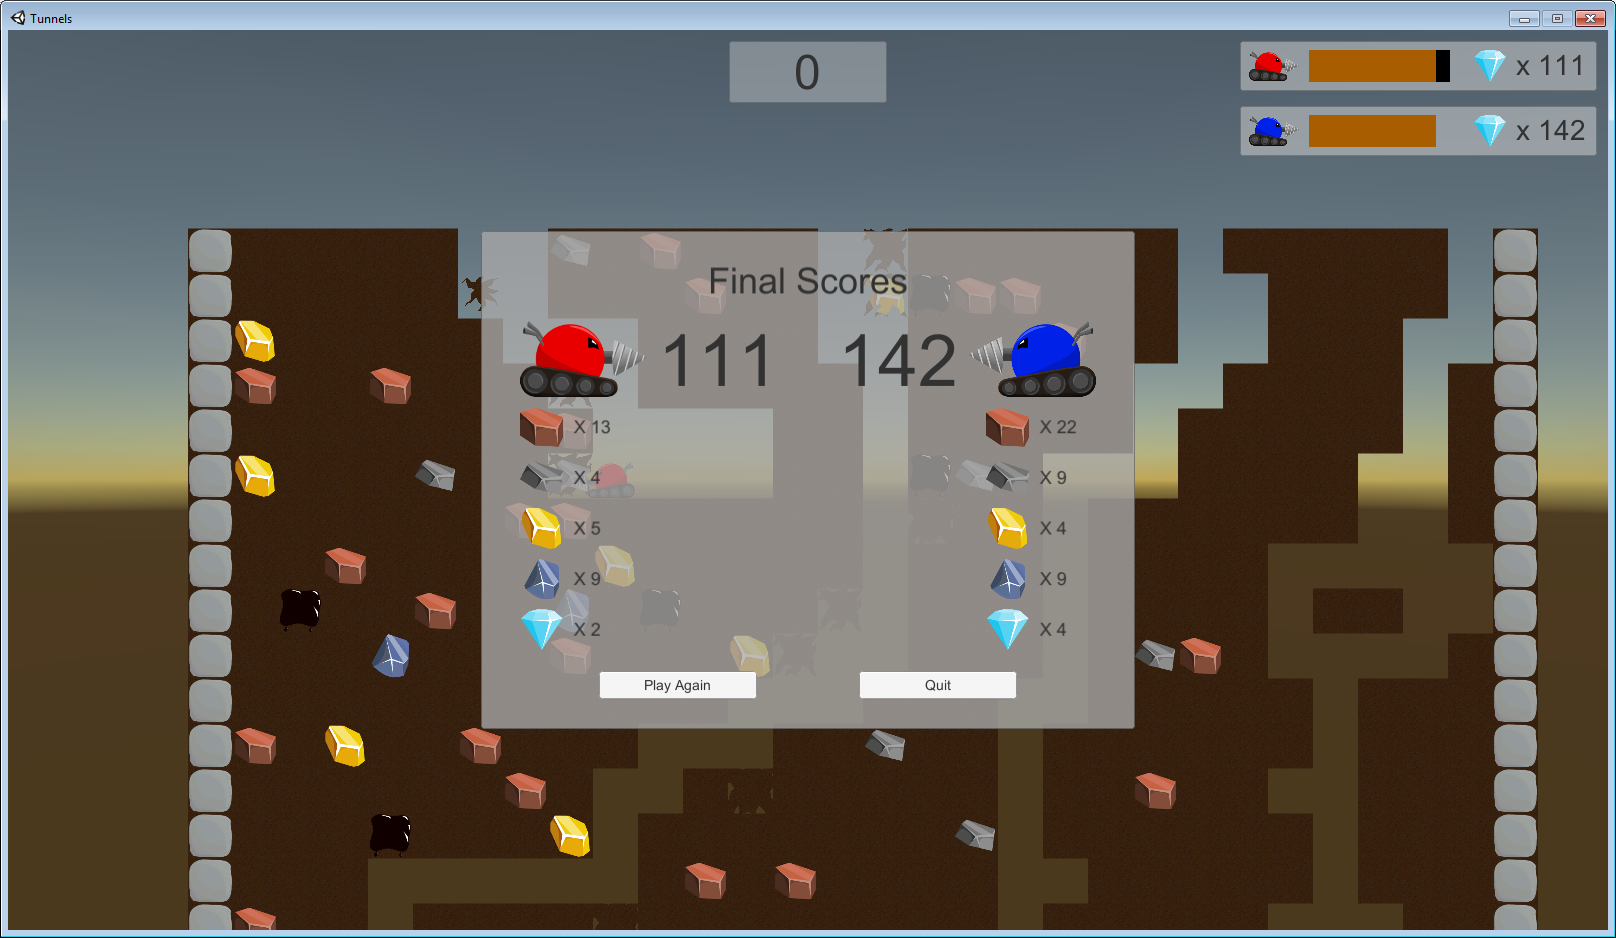 Tunnels
0
x 111
x 142
Final Scores
111 142
X 13 X 22
X 4 X 9
X 5 X 4
X 9 X 9
X 2 X 4
Play Again Quit